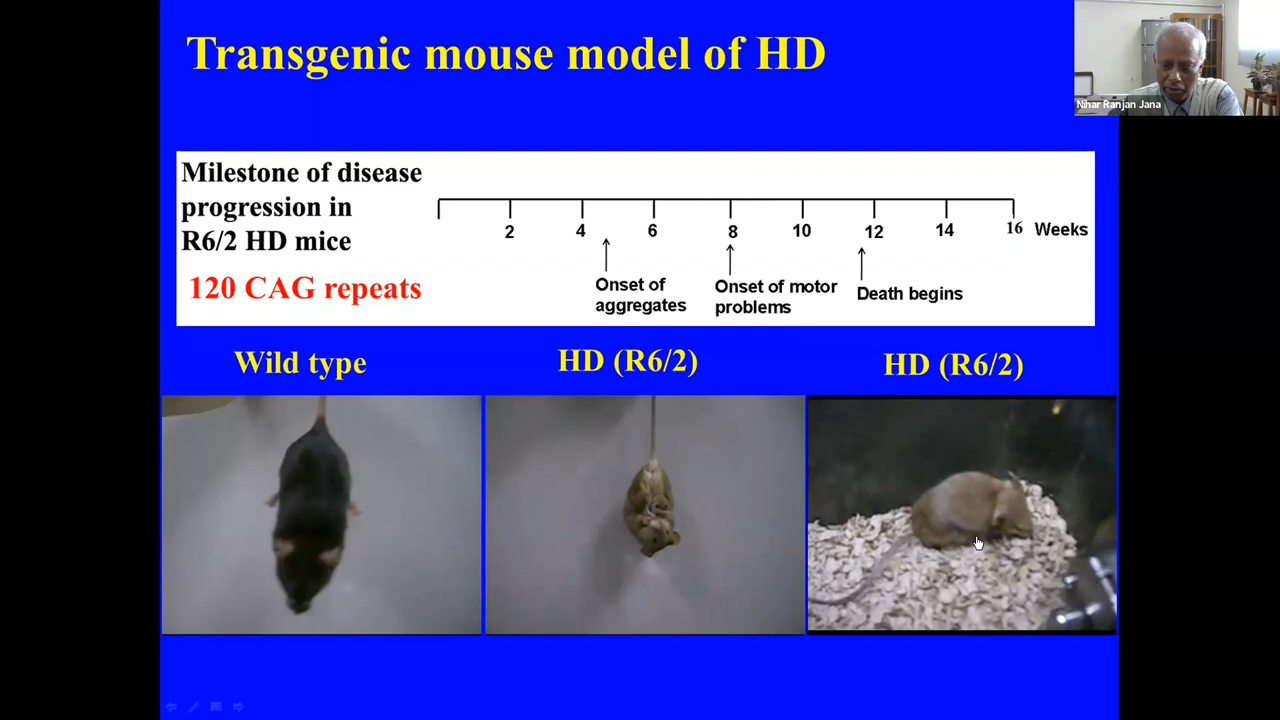 Transgenic mouse model of HD
Nihar Ranjan Jana
Milestone of disease
progression in
R6/2 HD mice
120 CAG repeats
2 4 6 8 10 12 14 16 Weeks
Onset of
aggregates
Onset of motor
problems
Death begins
Wild type
HD (R6/2)
HD (R6/2)